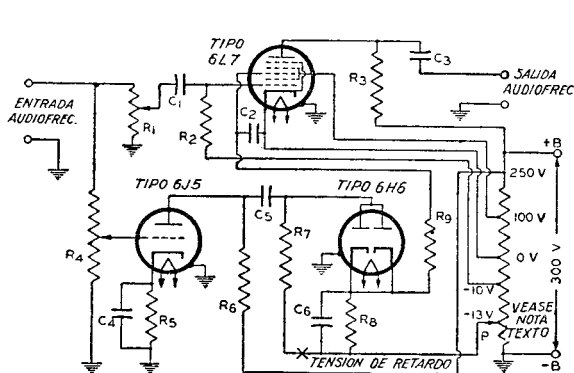 TIPO
6L7
C3
R3
SALIDA
AUDIOFREC.
ENTRADA
AUDIOFREC.
R1
C1
R2
C2
+B
250 V
TIPO 6J5
C5
TIPO 6H6
100 V
R4
R7
R9
0 V
300 V
R6
-10 V
C4
R5
C6
R8
-13V
VEASE
NOTA
TEXTO
P
TENSION DE RETARDO
-B